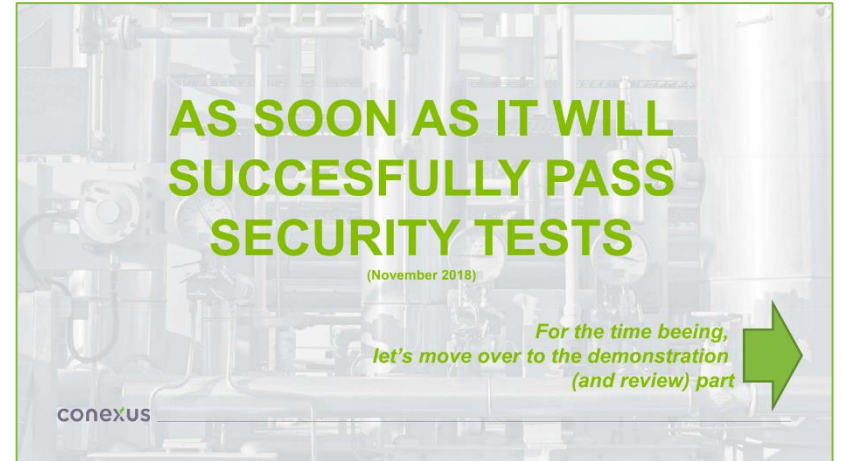 AS SOON AS IT WILL
SUCCESFULLY PASS
SECURITY TESTS
(November 2018)
For the time beeing,
let's move over to the demonstration
(and review) part
conexus